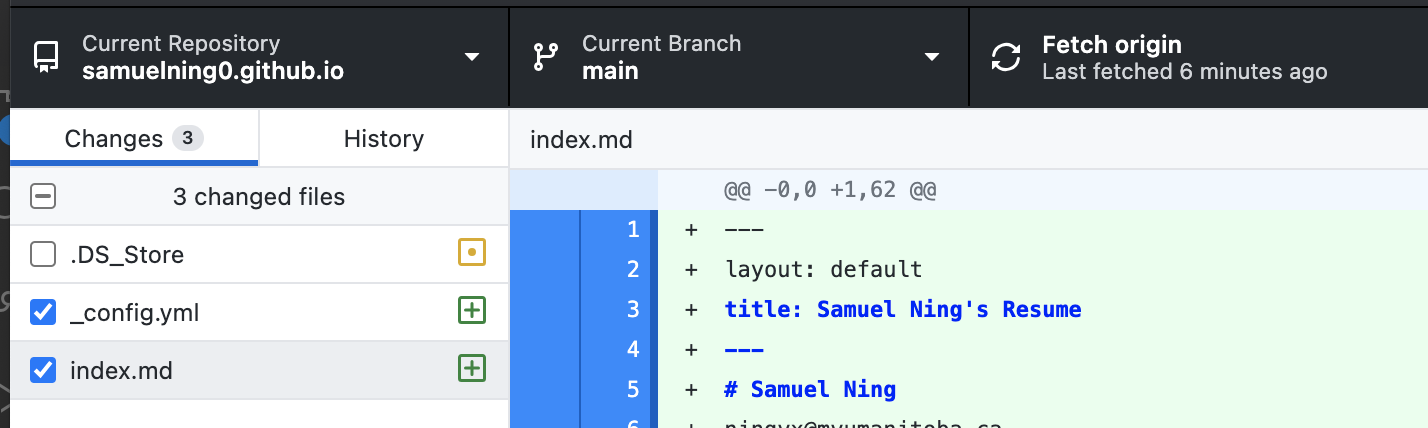 Current Repository
samuelning0.github.io
Current Branch
main
Fetch origin
Last fetched 6 minutes ago
Changes 3
History
3 changed files
.DS_Store
_config.yml
index.md
index.md
@@ -0,0 +1,62 @@
1 + ---
2 + layout: default
3 + title: Samuel Ning's Resume
4 + ---
5 + # Samuel Ning